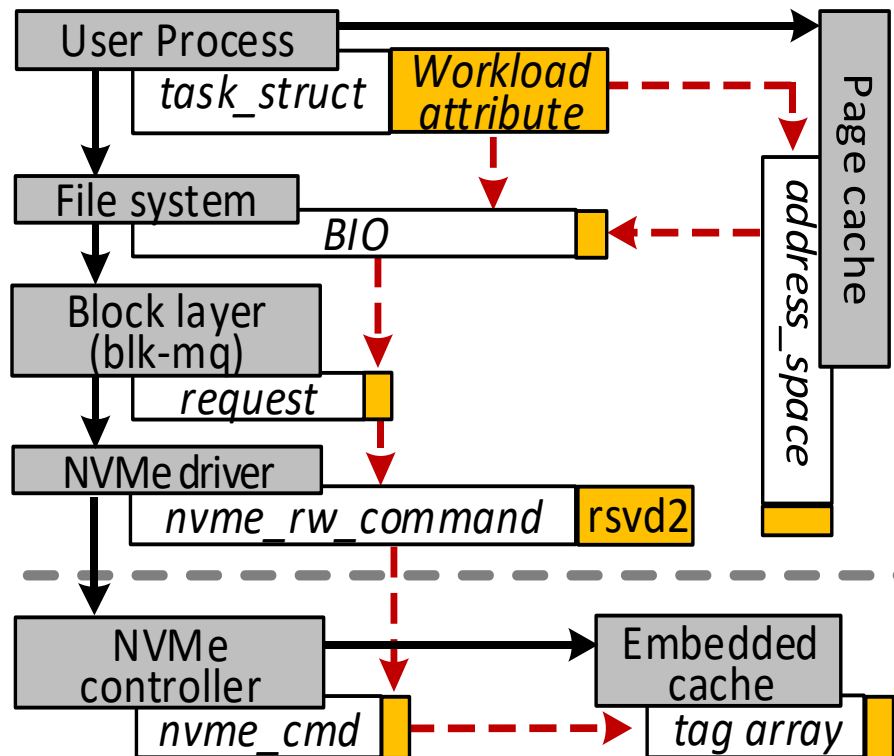 User Process
task_struct
Workload
attribute
Page cache
File system
BIO
address_space
Block layer
(blk-mq)
request
NVMe driver
nvme_rw_command
rsvd2
NVMe
controller
Embedded
cache
nvme_cmd
tag array